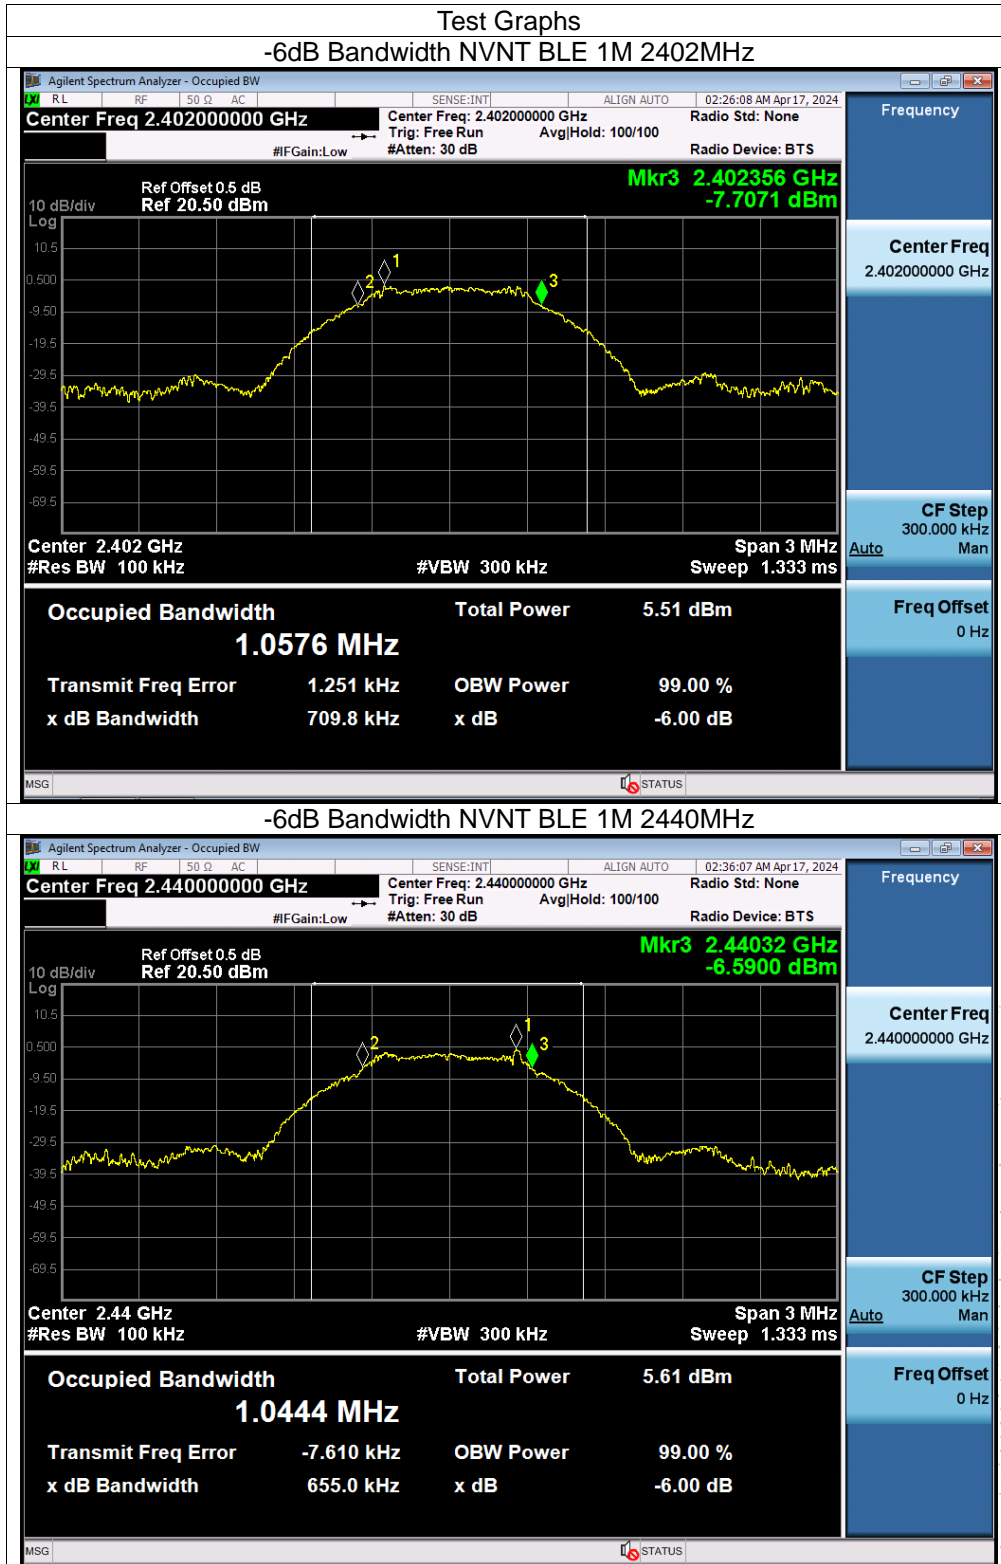 Test Graphs
-6dB Bandwidth NVNT BLE 1M 2402MHz
Agilent Spectrum Analyzer - Occupied BW
LXI RL RF 50 Ω AC SENSE:INT ALIGN AUTO 02:26:08 AM Apr 17, 2024
Center Freq 2.402000000 GHz Center Freq: 2.402000000 GHz Radio Std: None Frequency
Trig: Free Run Avg|Hold: 100/100
#IFGain:Low #Atten: 30 dB Radio Device: BTS
Mkr3 2.402356 GHz
Ref Offset 0.5 dB
10 dB/div Ref 20.50 dBm -7.7071 dBm
Log
10.5
Center Freq
2.402000000 GHz
1
0.500
2 3
-9.50
-19.5
-29.5
-39.5
-49.5
-59.5
-69.5
CF Step
300.000 kHz
Auto Man
Center 2.402 GHz Span 3 MHz
#Res BW 100 kHz #VBW 300 kHz Sweep 1.333 ms
Occupied Bandwidth Total Power 5.51 dBm
1.0576 MHz
Freq Offset
0 Hz
Transmit Freq Error 1.251 kHz OBW Power 99.00 %
x dB Bandwidth 709.8 kHz x dB -6.00 dB
MSG STATUS
-6dB Bandwidth NVNT BLE 1M 2440MHz
Agilent Spectrum Analyzer - Occupied BW
LXI RL RF 50 Ω AC SENSE:INT ALIGN AUTO 02:36:07 AM Apr 17, 2024
Center Freq 2.440000000 GHz Center Freq: 2.440000000 GHz Radio Std: None Frequency
Trig: Free Run Avg|Hold: 100/100
#IFGain:Low #Atten: 30 dB Radio Device: BTS
Mkr3 2.44032 GHz
Ref Offset 0.5 dB
10 dB/div Ref 20.50 dBm -6.5900 dBm
Log
10.5
Center Freq
2.440000000 GHz
1
0.500
2 3
-9.50
-19.5
-29.5
-39.5
-49.5
-59.5
-69.5
CF Step
300.000 kHz
Auto Man
Center 2.44 GHz Span 3 MHz
#Res BW 100 kHz #VBW 300 kHz Sweep 1.333 ms
Occupied Bandwidth Total Power 5.61 dBm
1.0444 MHz
Freq Offset
0 Hz
Transmit Freq Error -7.610 kHz OBW Power 99.00 %
x dB Bandwidth 655.0 kHz x dB -6.00 dB
MSG STATUS